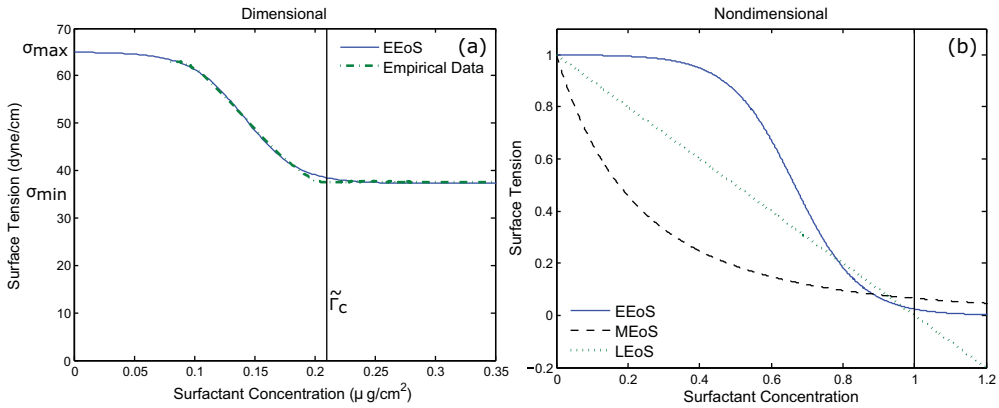 Dimensional
(a)
EEoS
Empirical Data
σmax
σmin
Γ̃c
Surface Tension (dyne/cm)
70
60
50
40
30
20
10
0
0 0.05 0.1 0.15 0.2 0.25 0.3 0.35
Surfactant Concentration (μ g/cm²)
Nondimensional
(b)
Surface Tension
1
0.8
0.6
0.4
0.2
0
−0.2
EEoS
MEoS
LEoS
0 0.2 0.4 0.6 0.8 1 1.2
Surfactant Concentration